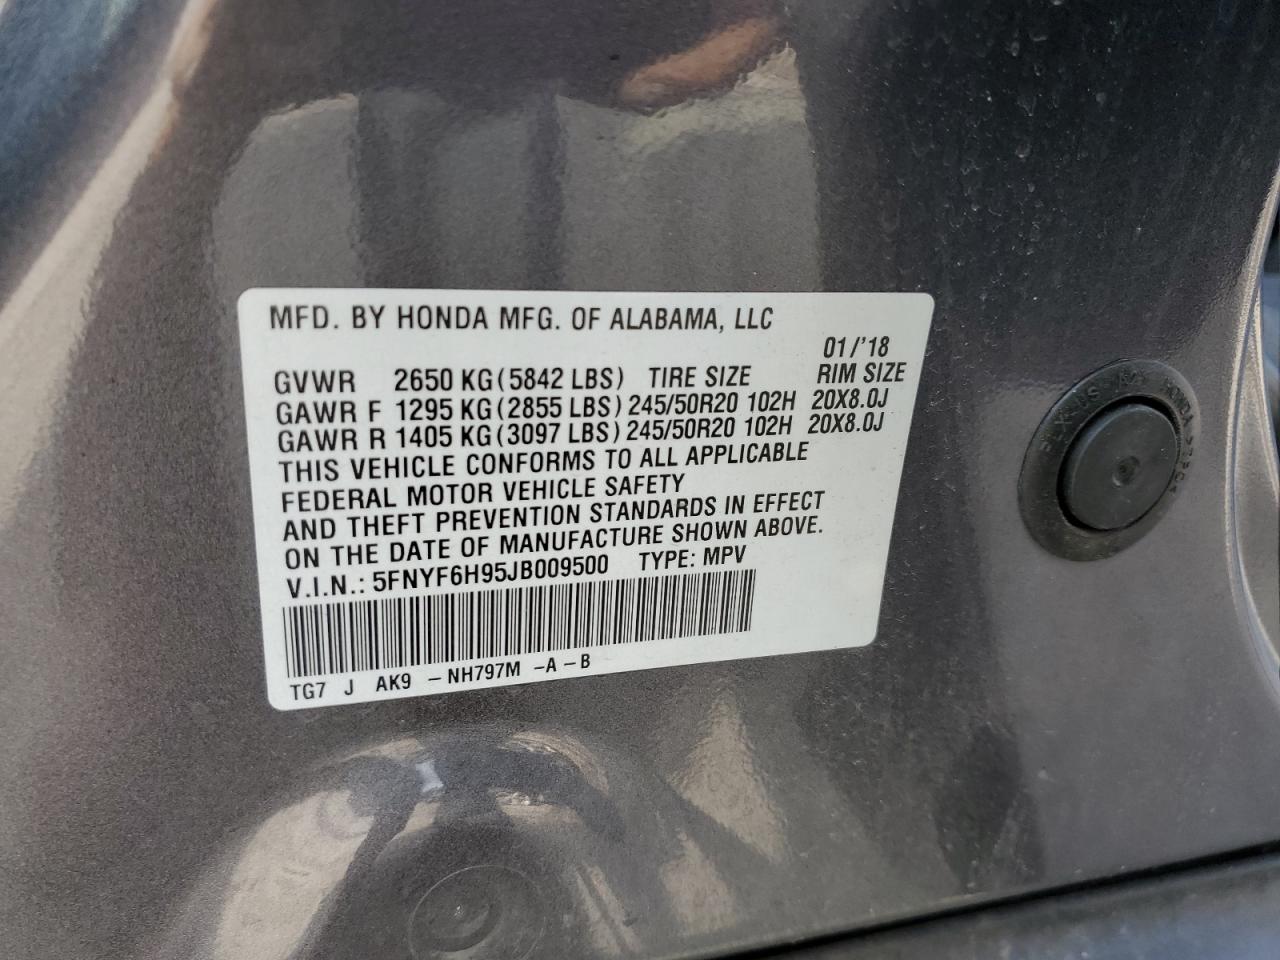 MFD. BY HONDA MFG. OF ALABAMA, LLC
01/'18
GVWR 2650 KG (5842 LBS) TIRE SIZE RIM SIZE
GAWR F 1295 KG (2855 LBS) 245/50R20 102H 20X8.0J
GAWR R 1405 KG (3097 LBS) 245/50R20 102H 20X8.0J
THIS VEHICLE CONFORMS TO ALL APPLICABLE
FEDERAL MOTOR VEHICLE SAFETY
AND THEFT PREVENTION STANDARDS IN EFFECT
ON THE DATE OF MANUFACTURE SHOWN ABOVE.
V.I.N.: 5FNYF6H95JB009500 TYPE: MPV
TG7 J AK9 - NH797M -A -B
HONDA